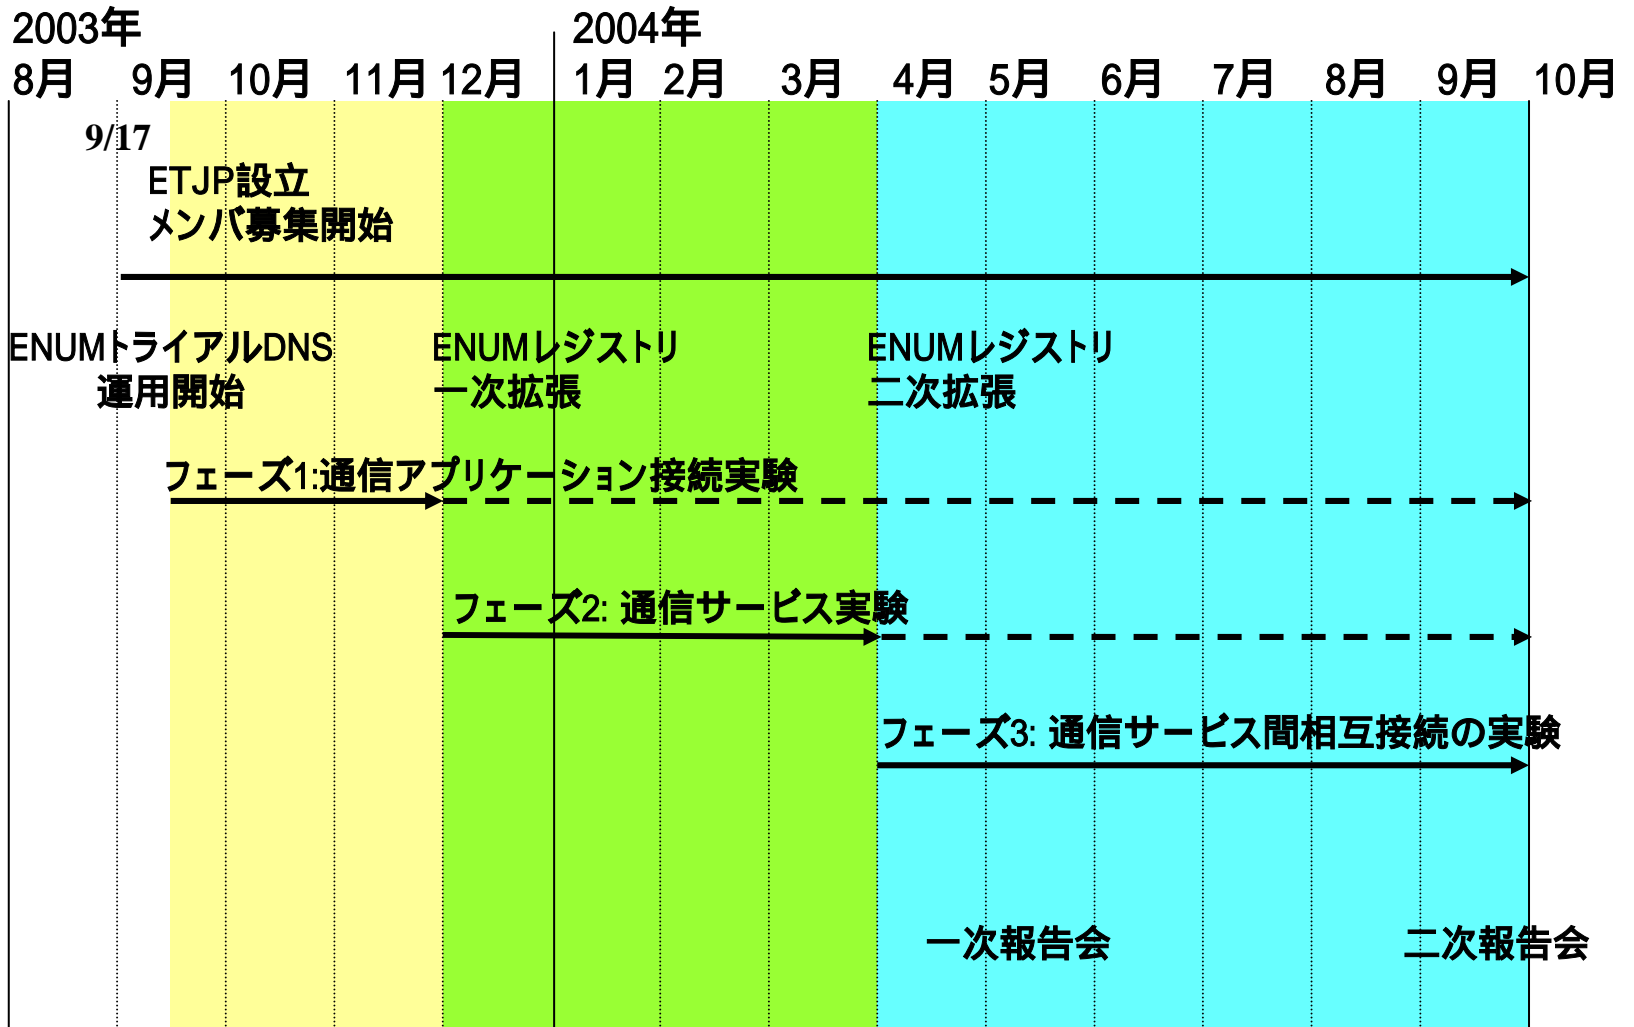 2003年 2004年
8月 9月 10月 11月 12月 1月 2月 3月 4月 5月 6月 7月 8月 9月 10月
9/17
ETJP設立
メンバ募集開始
ENUMトライアルDNS ENUMレジストリ ENUMレジストリ
運用開始 一次拡張 二次拡張
フェーズ1:通信アプリケーション接続実験
フェーズ2: 通信サービス実験
フェーズ3: 通信サービス間相互接続の実験
一次報告会 二次報告会